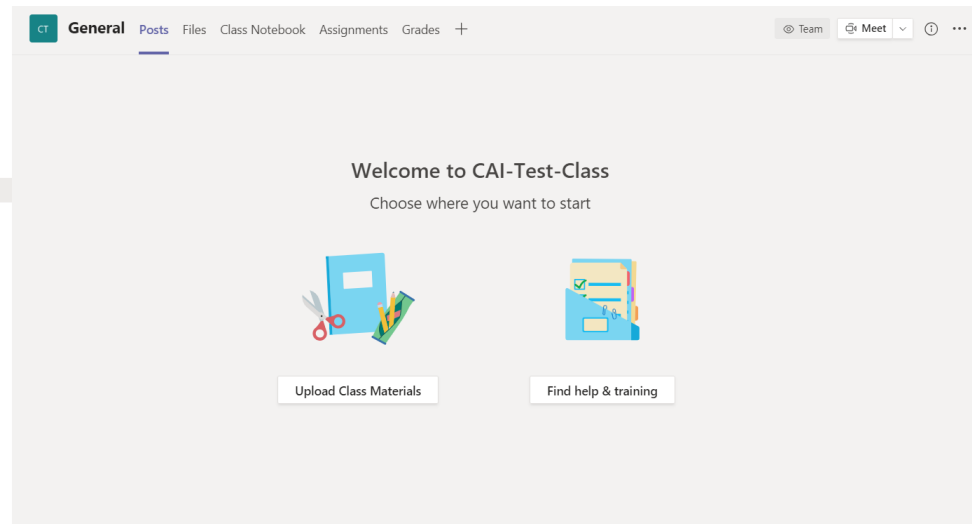 CT General Posts Files Class Notebook Assignments Grades + Team Meet
Welcome to CAI-Test-Class
Choose where you want to start
Upload Class Materials Find help & training